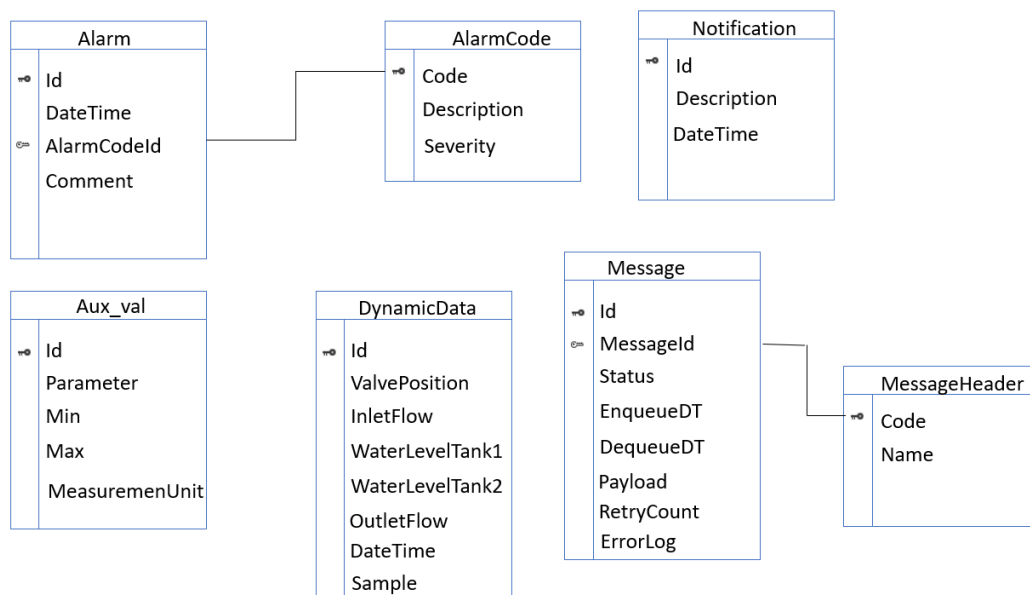 Alarm
Id
DateTime
AlarmCodeId
Comment
AlarmCode
Code
Description
Severity
Notification
Id
Description
DateTime
Aux_val
Id
Parameter
Min
Max
MeasuremenUnit
DynamicData
Id
ValvePosition
InletFlow
WaterLevelTank1
WaterLevelTank2
OutletFlow
DateTime
Sample
Message
Id
MessageId
Status
EnqueueDT
DequeueDT
Payload
RetryCount
ErrorLog
MessageHeader
Code
Name